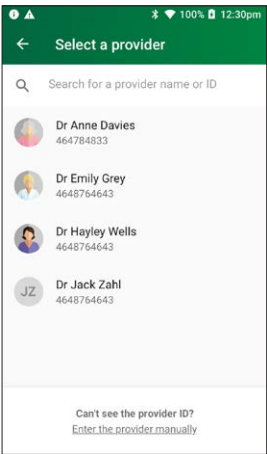 100% 12:30pm
Select a provider
Search for a provider name or ID
Dr Anne Davies
464784833
Dr Emily Grey
4648764643
Dr Hayley Wells
4648764643
JZ
Dr Jack Zahl
4648764643
Can't see the provider ID?
Enter the provider manually